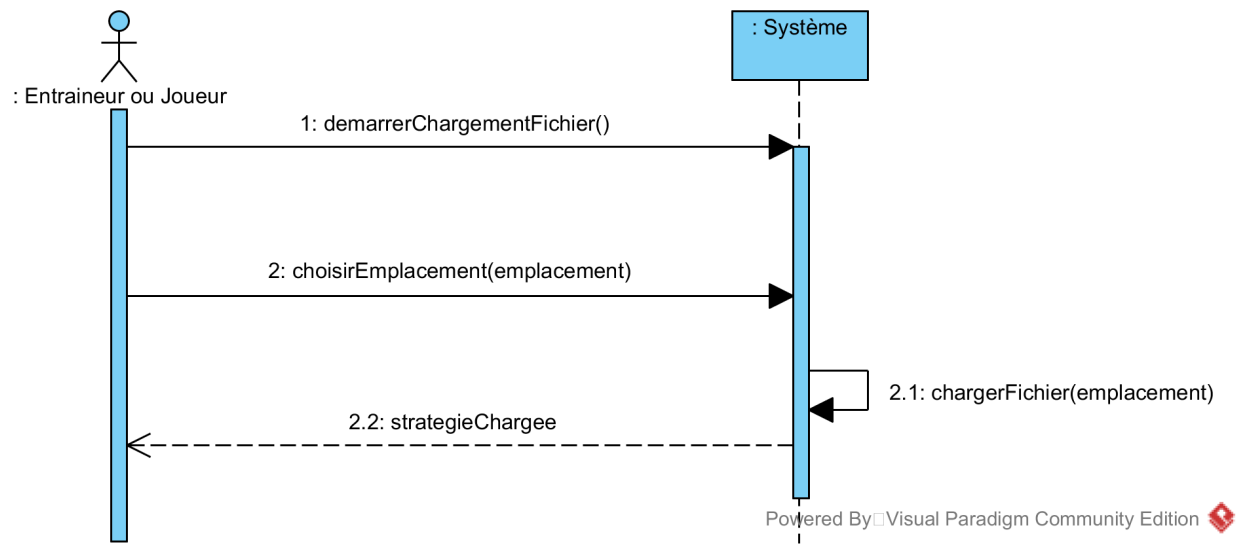 : Système
: Entraineur ou Joueur
1: demarrerChargementFichier()
2: choisirEmplacement(emplacement)
2.1: chargerFichier(emplacement)
2.2: strategieChargee
Powered By Visual Paradigm Community Edition